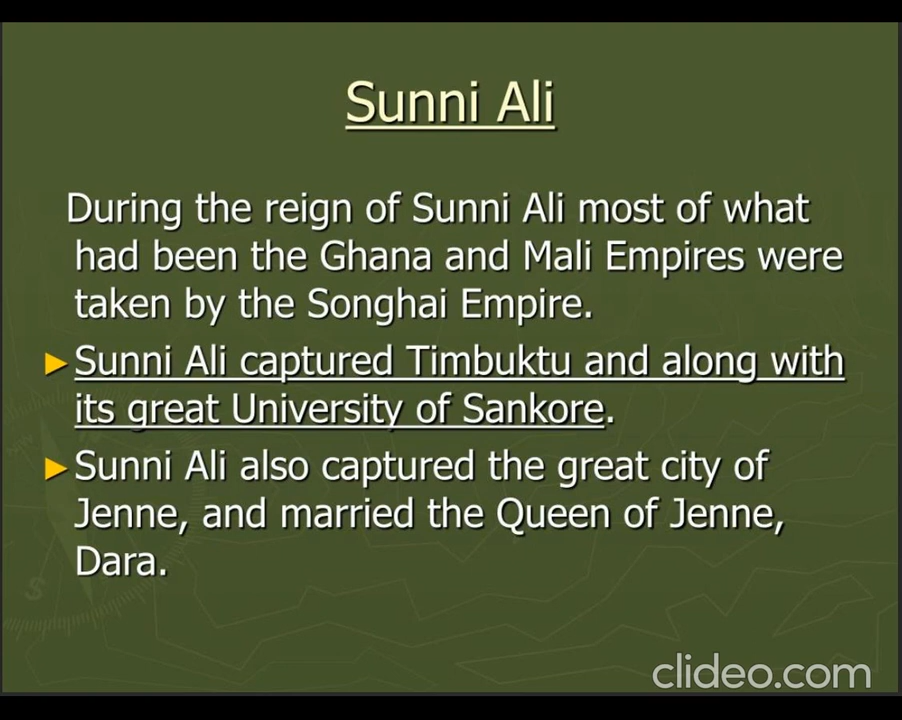 Sunni Ali
During the reign of Sunni Ali most of what
had been the Ghana and Mali Empires were
taken by the Songhai Empire.
►Sunni Ali captured Timbuktu and along with
its great University of Sankore.
►Sunni Ali also captured the great city of
Jenne, and married the Queen of Jenne,
Dara.
S
clideo.com